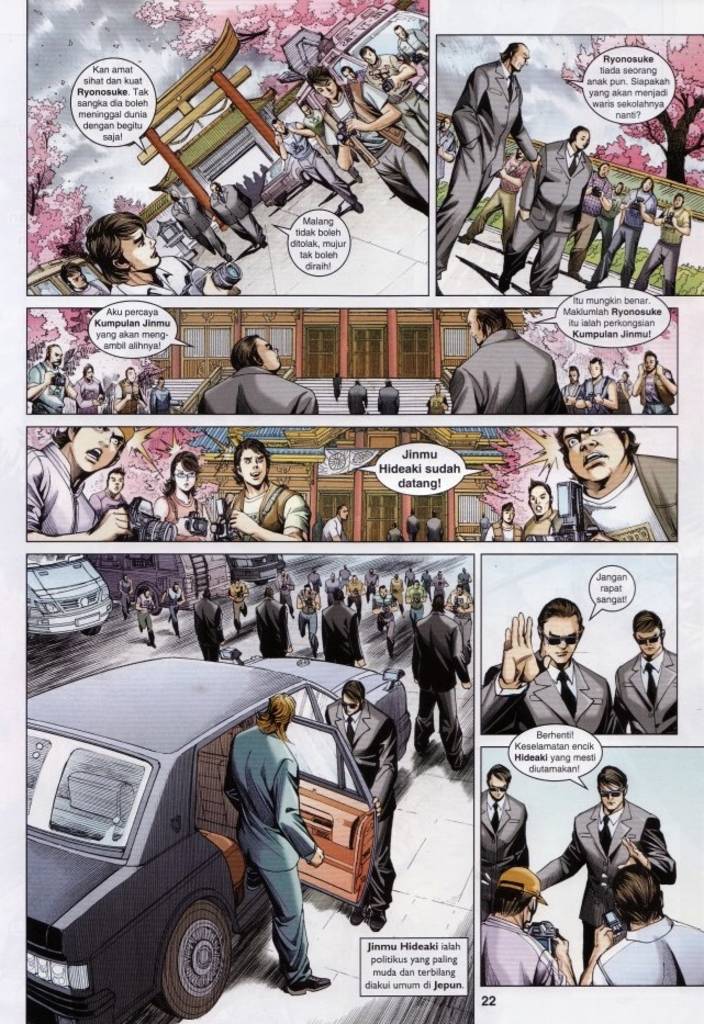 Kan amat
sihat dan kuat
Ryonosuke. Tak
sangka dia boleh
meninggal dunia
dengan begitu
saja!
Malang
tidak boleh
ditolak, mujur
tak boleh
diraih!
Ryonosuke
tiada seorang
anak pun. Siapakah
yang akan menjadi
waris sekolahnya
nanti?
Aku percaya
Kumpulan Jinmu
yang akan meng-
ambil alihnya!
Itu mungkin benar.
Maklumlah Ryonosuke
itu ialah perkongsian
Kumpulan Jinmu!
Jinmu
Hideaki sudah
datang!
Jangan
rapat
sangat!
Berhenti!
Keselamatan encik
Hideaki yang mesti
diutamakan!
Jinmu Hideaki ialah
politikus yang paling
muda dan terbilang
diakui umum di Jepun.
22